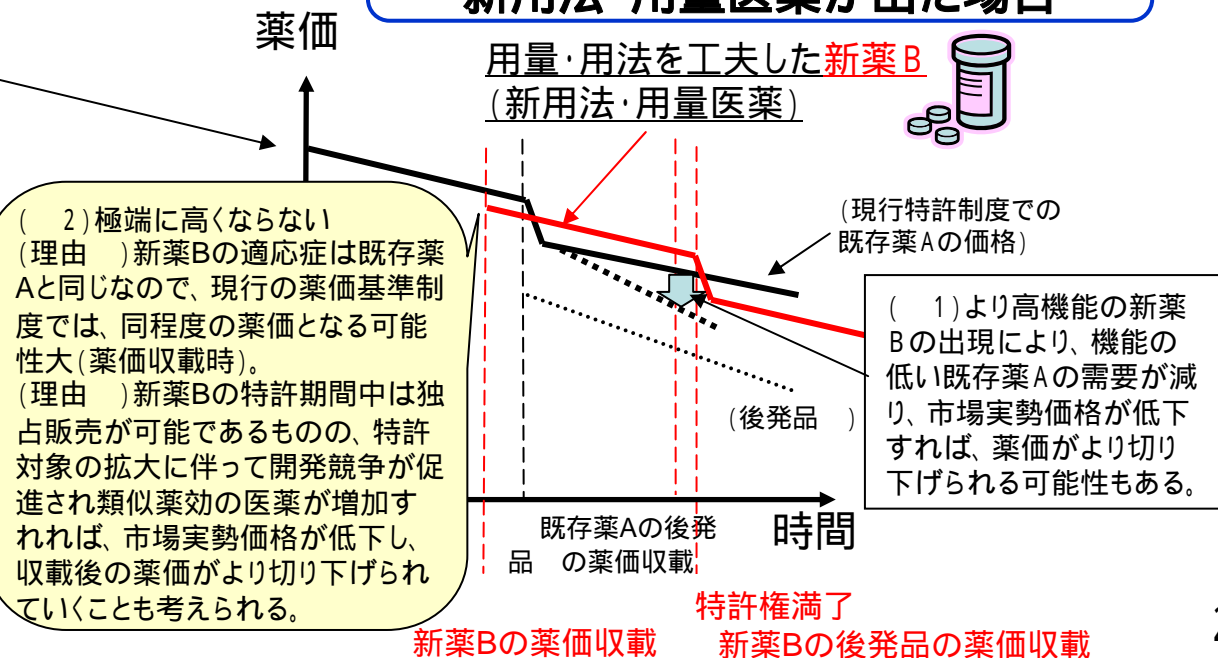 新用法・用量医薬が出た場合
薬価
用量・用法を工夫した新薬B
(新用法・用量医薬)
(現行特許制度での
既存薬Aの価格)
( 2)極端に高くならない
(理由 )新薬Bの適応症は既存薬
Aと同じなので、現行の薬価基準制
度では、同程度の薬価となる可能
性大(薬価収載時)。
(理由 )新薬Bの特許期間中は独
占販売が可能であるものの、特許
対象の拡大に伴って開発競争が促
進され類似薬効の医薬が増加す
れれば、市場実勢価格が低下し、
収載後の薬価がより切り下げられ
ていくことも考えられる。
( 1)より高機能の新薬
Bの出現により、機能の
低い既存薬Aの需要が減
り、市場実勢価格が低下
すれば、薬価がより切り
下げられる可能性もある。
(後発品 )
時間
既存薬Aの後発
品 の薬価収載
特許権満了
新薬Bの薬価収載
新薬Bの後発品の薬価収載